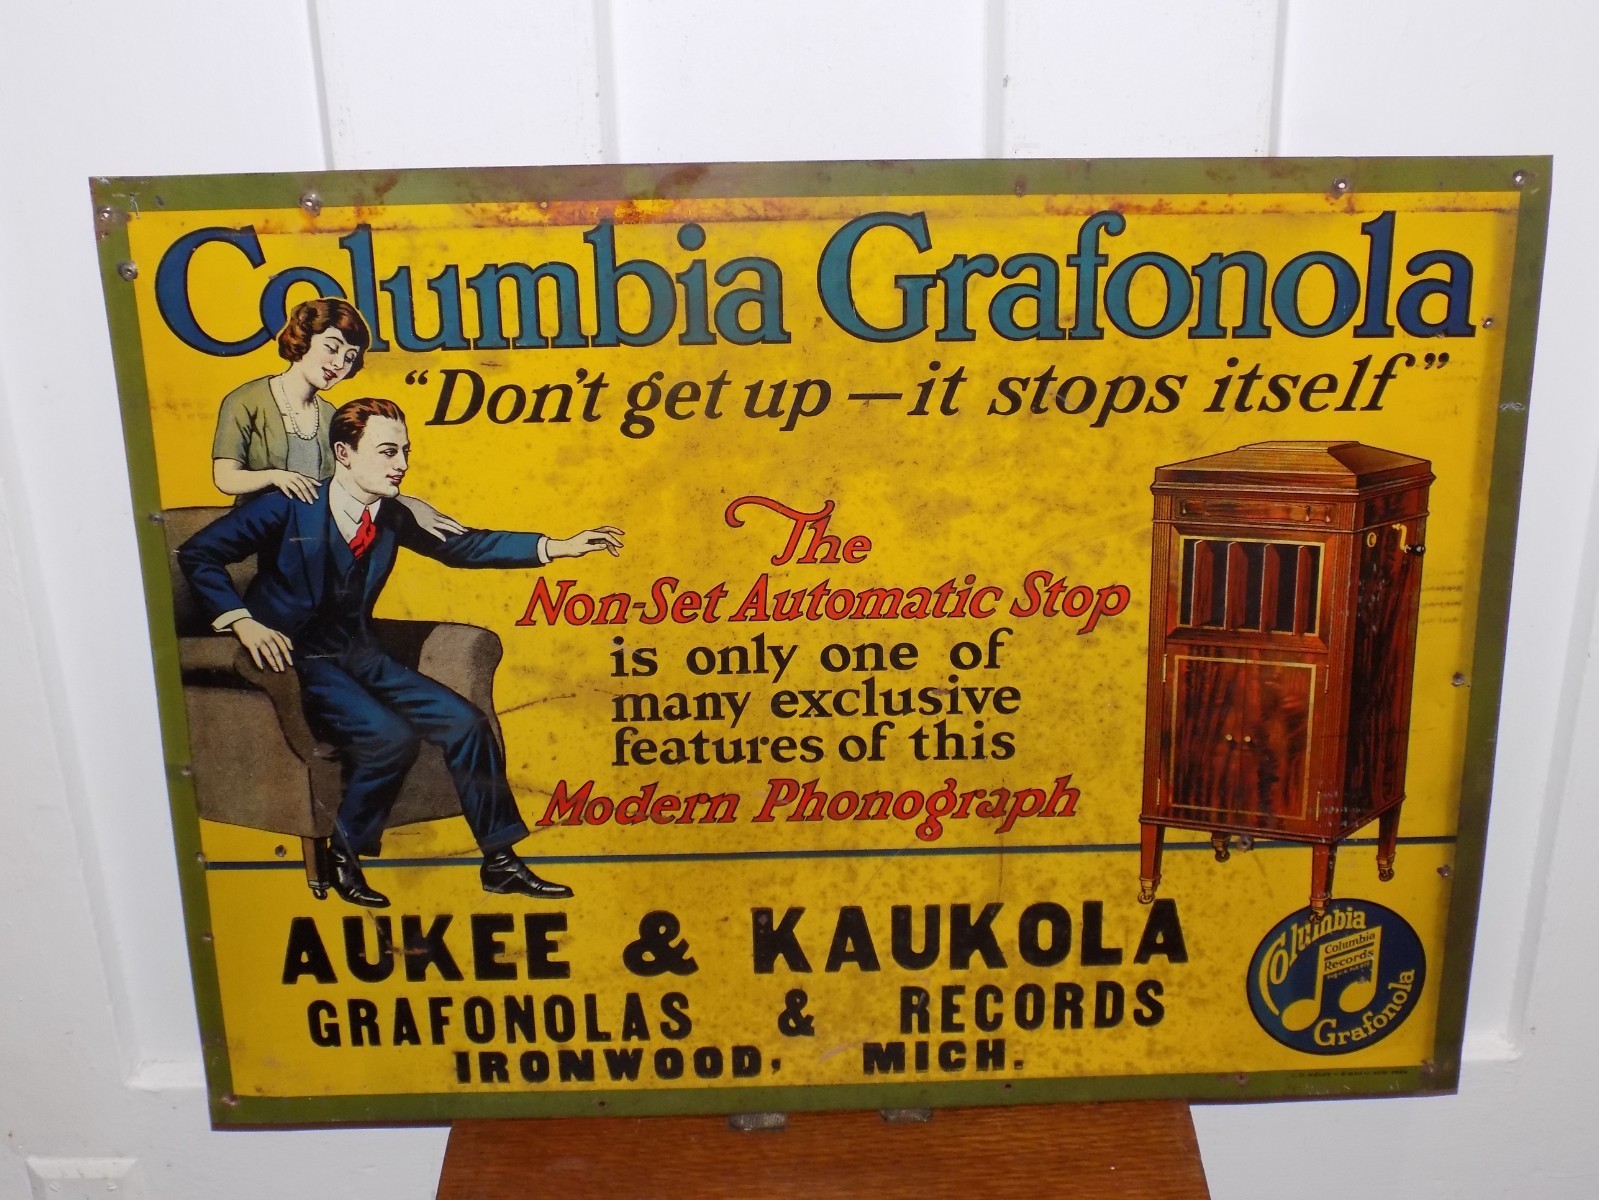 Columbia Grafonola
“Don't get up — it stops itself”
The
Non-Set Automatic Stop
is only one of
many exclusive
features of this
Modern Phonograph
AUKEE & KAUKOLA
GRAFONOLAS & RECORDS
IRONWOOD, MICH.
Columbia
Columbia
Records
Grafonola